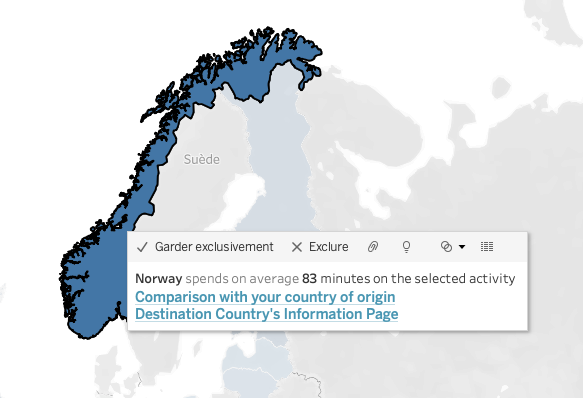 Suède
Garder exclusivement Exclure
Norway spends on average 83 minutes on the selected activity
Comparison with your country of origin
Destination Country's Information Page